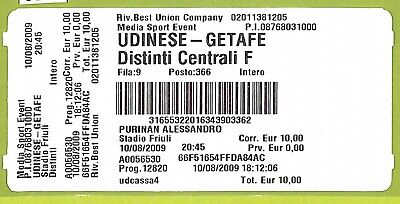 Riv.Best Union Company 02011381205
Media Sport Event P.I.08768031000
UDINESE - GETAFE
Distinti Centrali F
Fila:9 Posto:366 Intero
31655322016343903362
PURINAN ALESSANDRO
Stadio Friuli Corr. Eur 10,00
10/08/2009 20:45 Prv. Eur 0,00
A0056530 66F51654FFDA84AC
Prog.12820 10/08/2009 18:12:06
udcassa4 Tot. Eur 10,00
Media Sport Event
P.I.08768031000
UDINESE - GETAFE
Stadio Friuli
Distinti
10/08/2009
20:45
Intero
Corr. Eur 10,00
Prv. Eur 0,00
Tot. Eur 10,00
A0056530 Prog.12820
10/08/2009 18:12:06
66F51654FFDA84AC
Riv.Best Union 02011381205